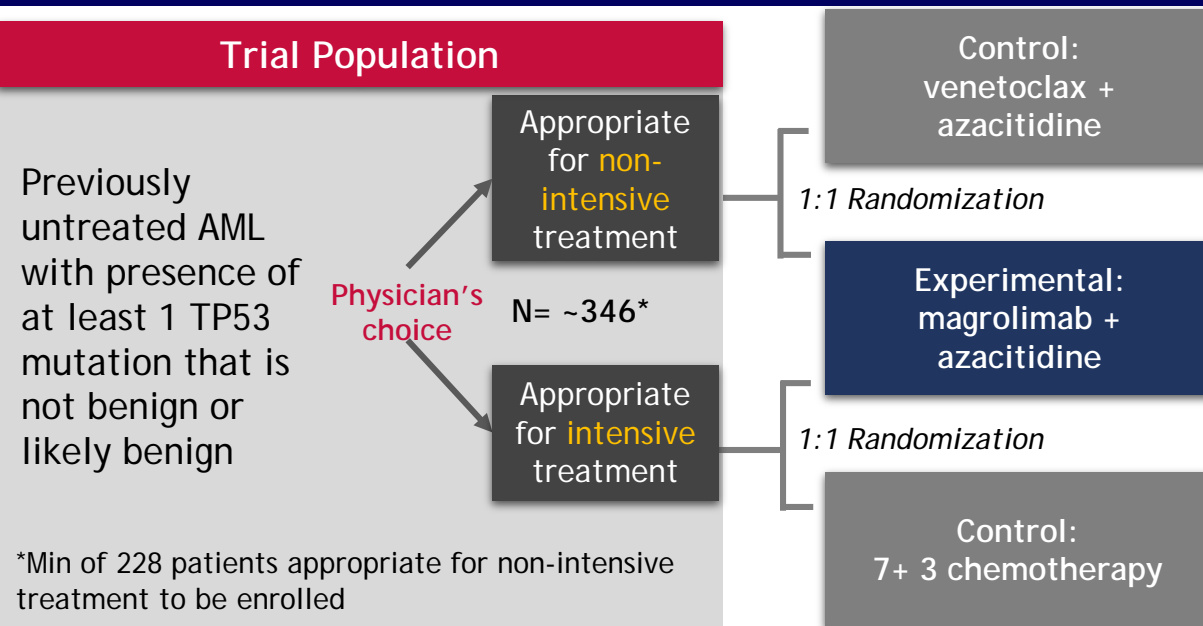 Trial Population
Previously
untreated AML
with presence of
at least 1 TP53
mutation that is
not benign or
likely benign
Physician's
choice
Appropriate
for non-
intensive
treatment
N= ~346*
Appropriate
for intensive
treatment
*Min of 228 patients appropriate for non-intensive
treatment to be enrolled
Control:
venetoclax +
azacitidine
1:1 Randomization
Experimental:
magrolimab +
azacitidine
1:1 Randomization
Control:
7+ 3 chemotherapy